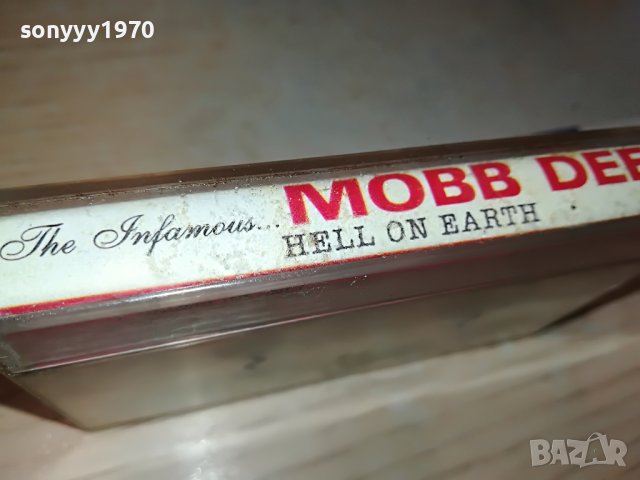 sonyyy1970
The Infamous... MOBB DEE
HELL ON EARTH
BAZAR